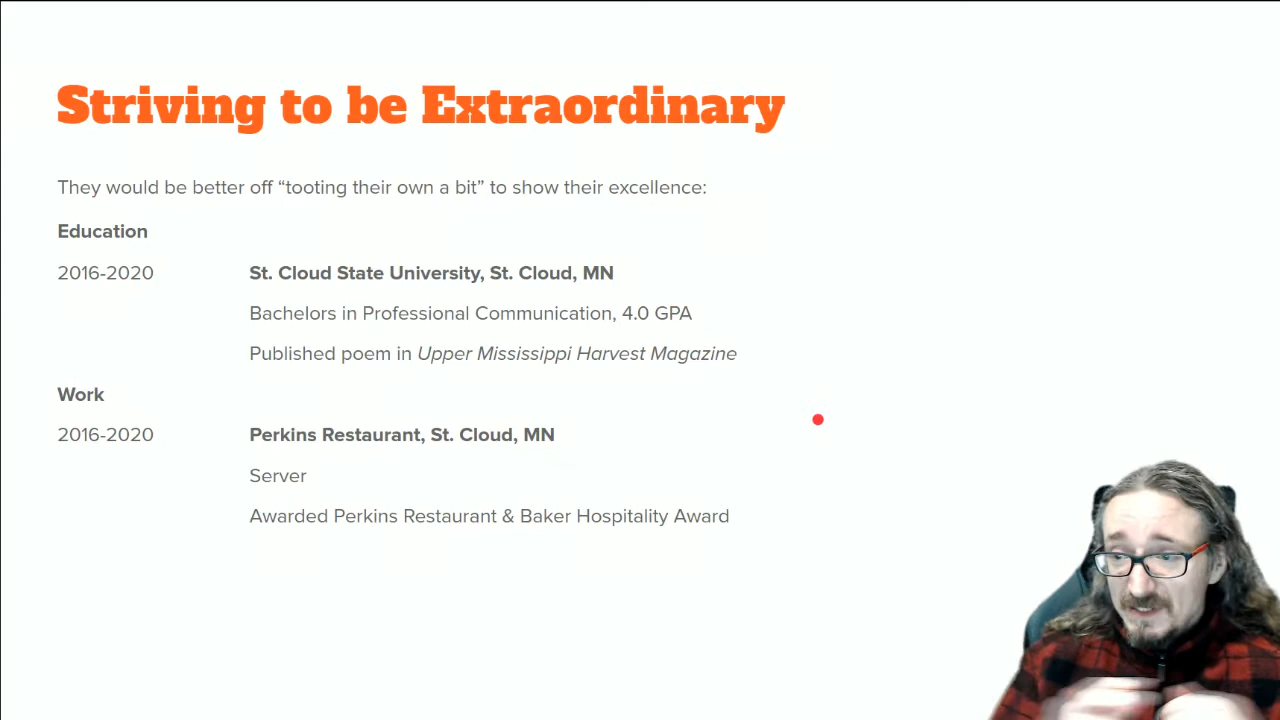 Striving to be Extraordinary
They would be better off “tooting their own a bit” to show their excellence:
Education
2016-2020 St. Cloud State University, St. Cloud, MN
Bachelors in Professional Communication, 4.0 GPA
Published poem in Upper Mississippi Harvest Magazine
Work
2016-2020 Perkins Restaurant, St. Cloud, MN
Server
Awarded Perkins Restaurant & Baker Hospitality Award